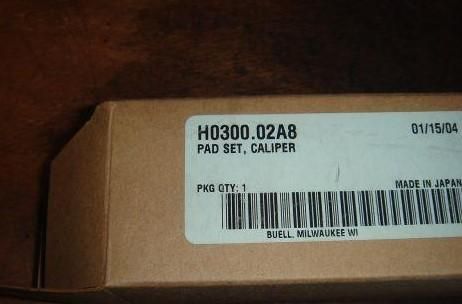 H0300.02A8 01/15/04
PAD SET, CALIPER
PKG QTY: 1 MADE IN JAPAN
BUELL. MILWAUKEE WI